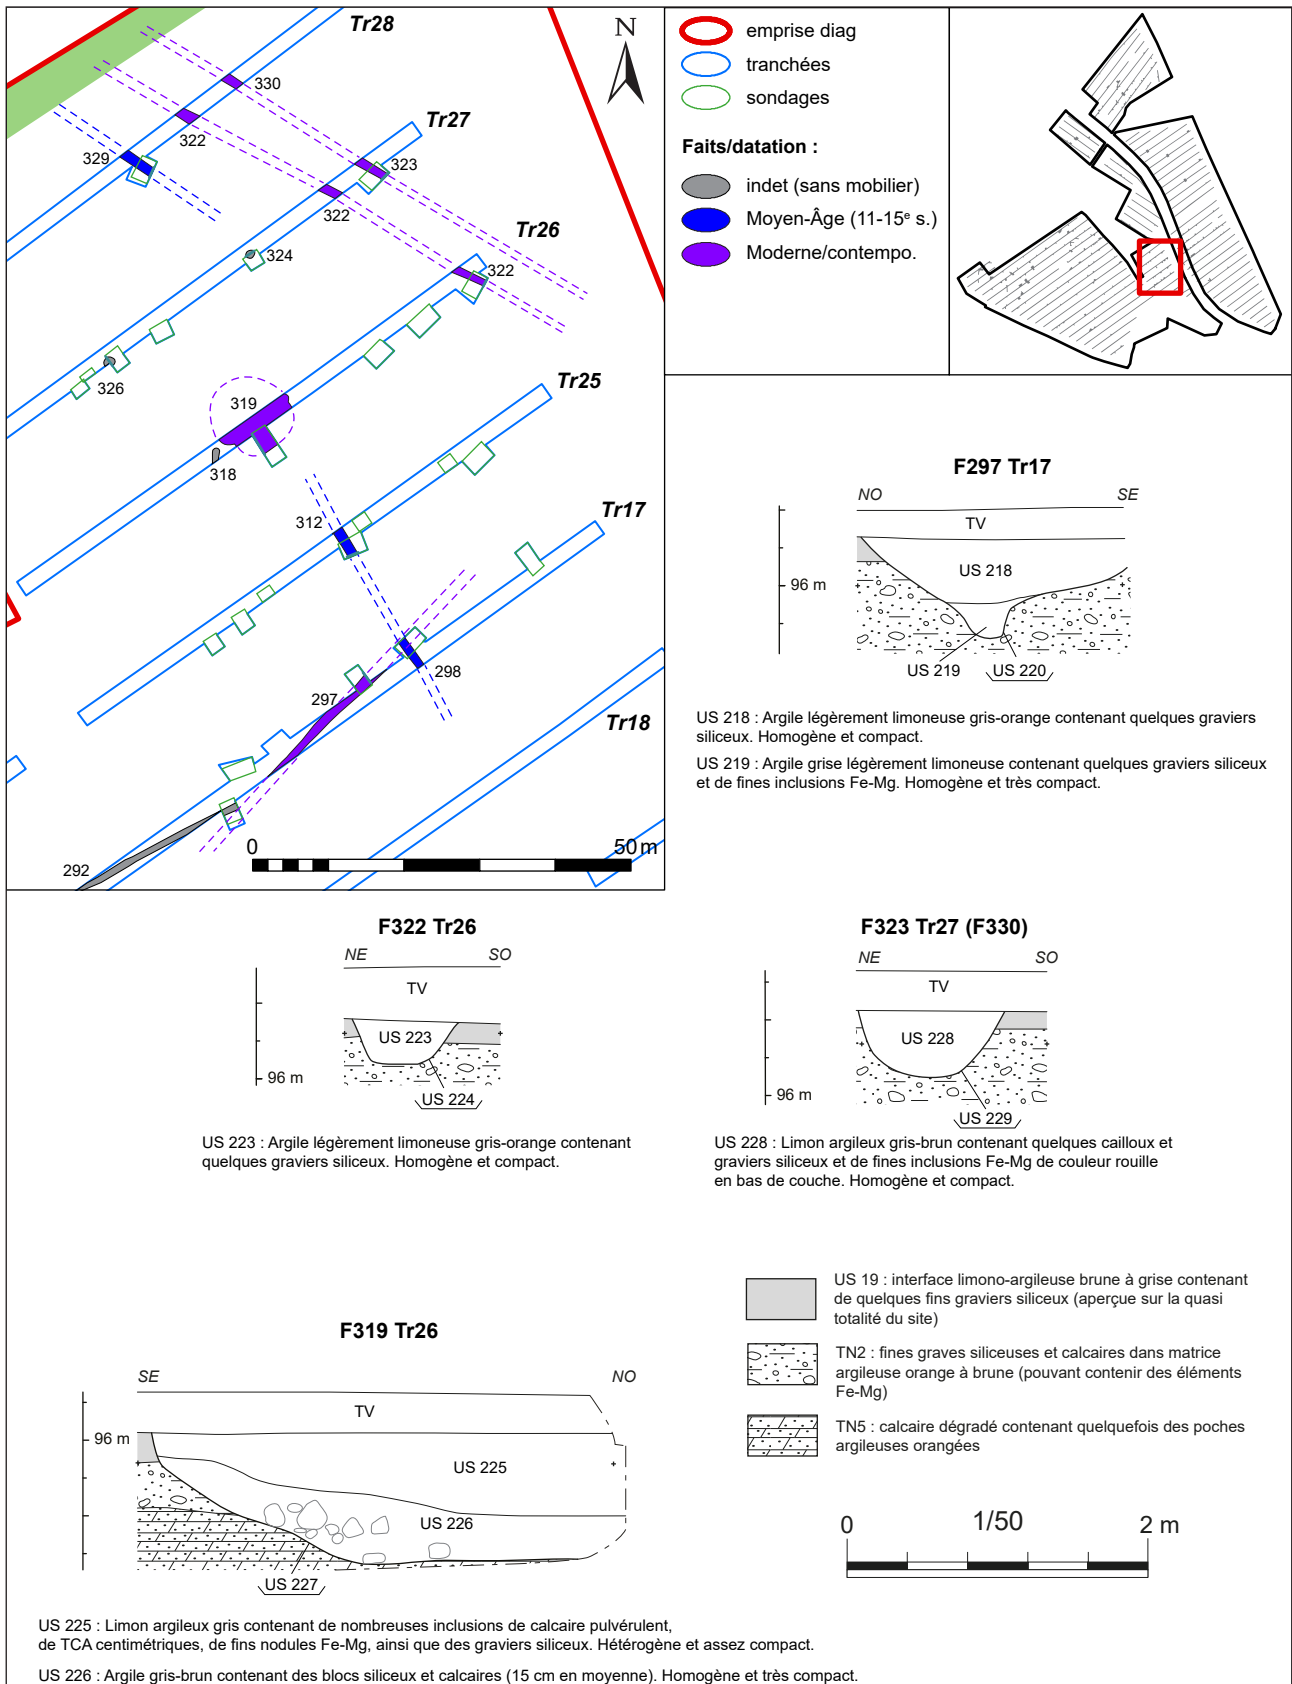 Tr28
N
330
322
Tr27
329
323
322
Tr26
324
322
326
Tr25
319
318
312
Tr17
298
297
Tr18
0
50 m
292
emprise diag
tranchées
sondages
Faits/datation :
indet (sans mobilier)
Moyen-Âge (11-15e s.)
Moderne/contempo.
F297 Tr17
NO
SE
TV
US 218
96 m
US 219
US 220
US 218 : Argile légèrement limoneuse gris-orange contenant quelques graviers
siliceux. Homogène et compact.
US 219 : Argile grise légèrement limoneuse contenant quelques graviers siliceux
et de fines inclusions Fe-Mg. Homogène et très compact.
F322 Tr26
NE
SO
TV
US 223
96 m
US 224
US 223 : Argile légèrement limoneuse gris-orange contenant
quelques graviers siliceux. Homogène et compact.
F323 Tr27 (F330)
NE
SO
TV
US 228
96 m
US 229
US 228 : Limon argileux gris-brun contenant quelques cailloux et
graviers siliceux et de fines inclusions Fe-Mg de couleur rouille
en bas de couche. Homogène et compact.
US 19 : interface limono-argileuse brune à grise contenant
de quelques fins graviers siliceux (aperçue sur la quasi
totalité du site)
TN2 : fines graves siliceuses et calcaires dans matrice
argileuse orange à brune (pouvant contenir des éléments
Fe-Mg)
TN5 : calcaire dégradé contenant quelquefois des poches
argileuses orangées
0
1/50
2 m
F319 Tr26
SE
NO
TV
96 m
US 225
US 226
US 227
US 225 : Limon argileux gris contenant de nombreuses inclusions de calcaire pulvérulent,
de TCA centimétriques, de fins nodules Fe-Mg, ainsi que des graviers siliceux. Hétérogène et assez compact.
US 226 : Argile gris-brun contenant des blocs siliceux et calcaires (15 cm en moyenne). Homogène et très compact.